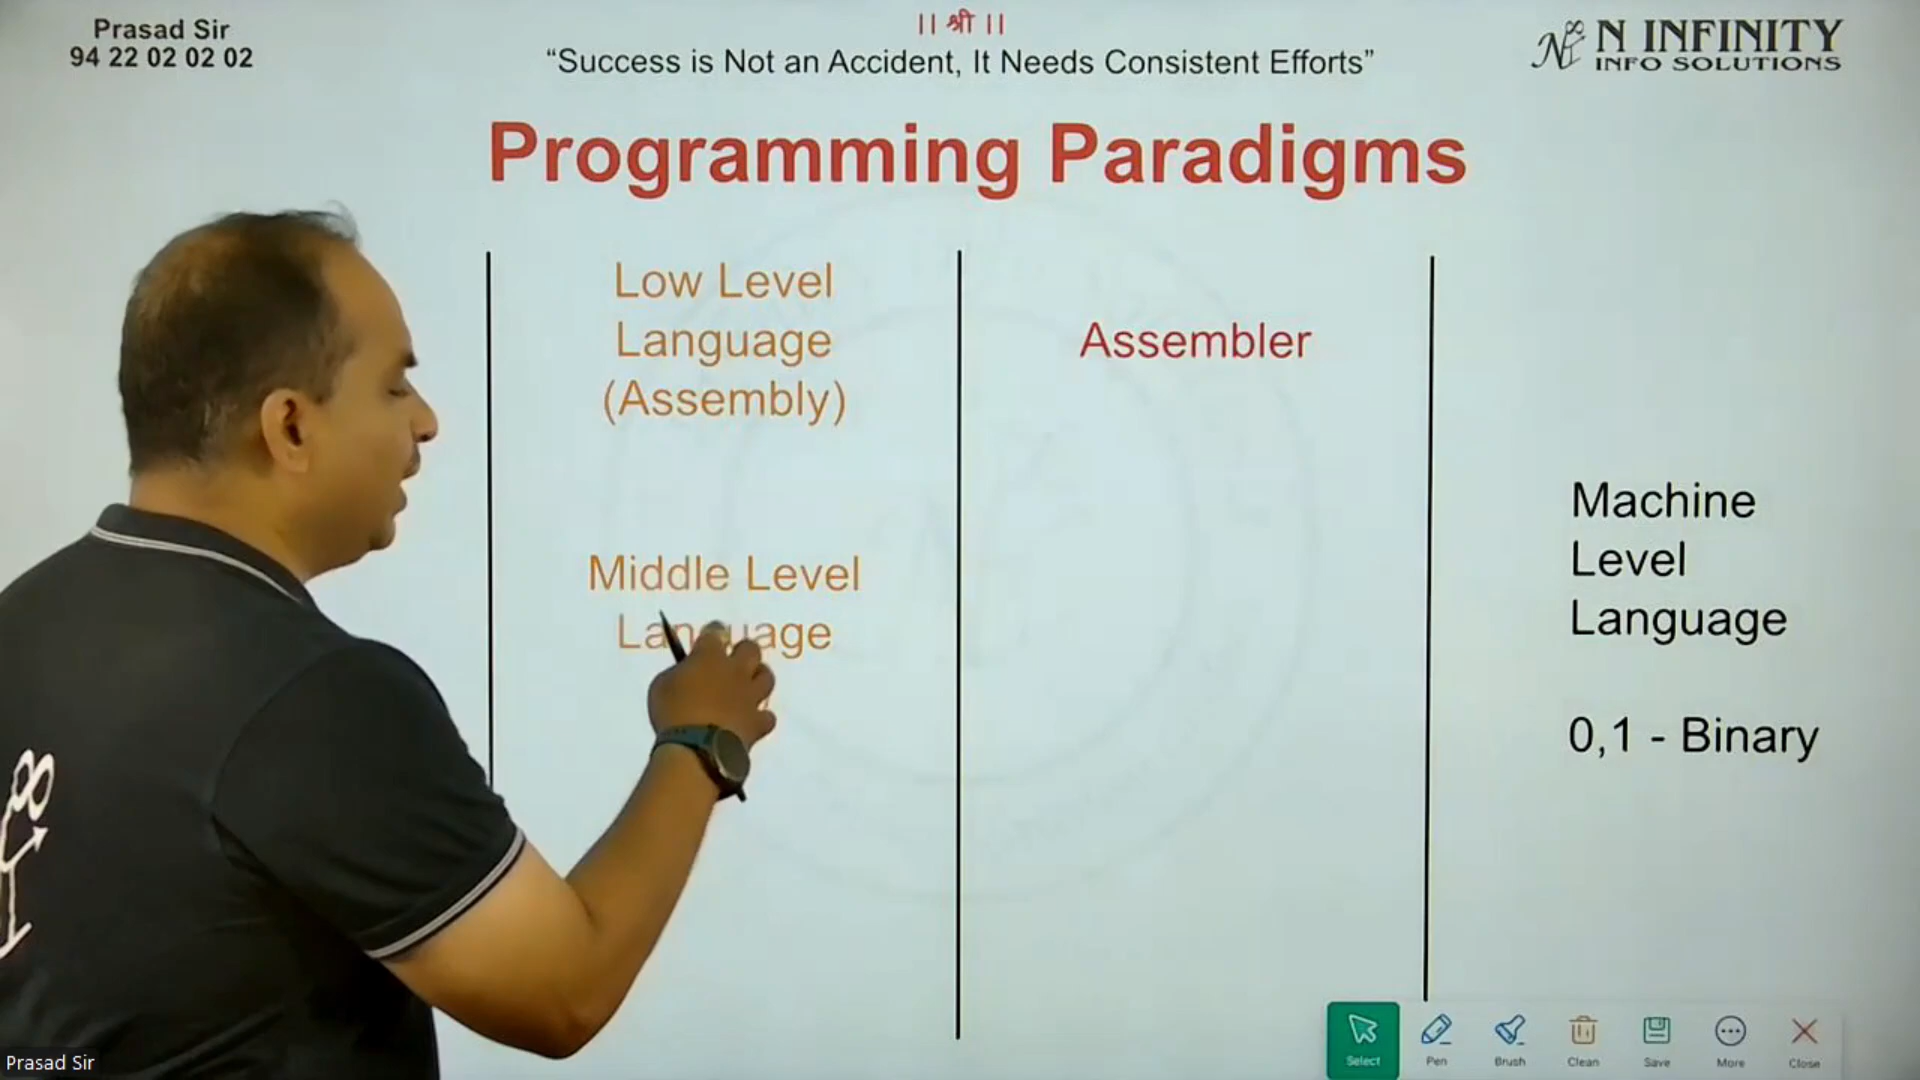 Prasad Sir
94 22 02 02 02
|| श्री ||
“Success is Not an Accident, It Needs Consistent Efforts”
N INFINITY
INFO SOLUTIONS
Programming Paradigms
Low Level
Language
(Assembly)
Assembler
Middle Level
Language
Machine
Level
Language
0,1 - Binary
Select
Pen
Brush
Clean
Save
More
Close
Prasad Sir